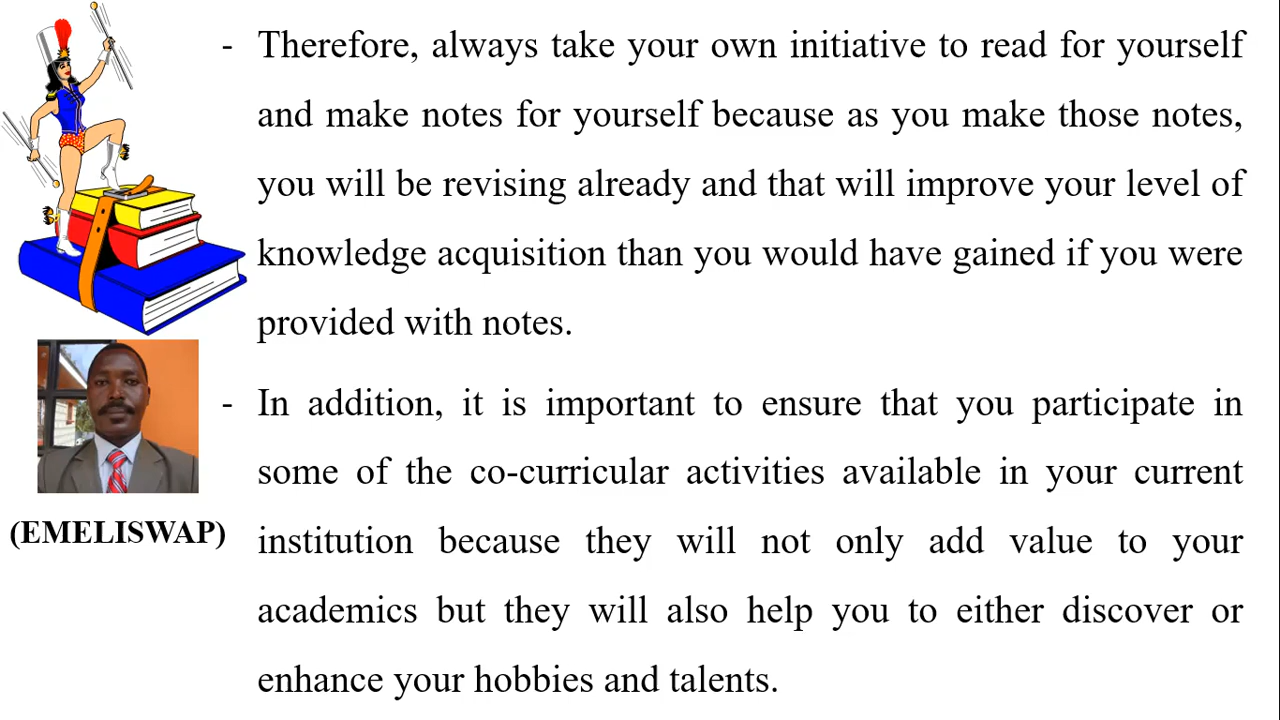 - Therefore, always take your own initiative to read for yourself
and make notes for yourself because as you make those notes,
you will be revising already and that will improve your level of
knowledge acquisition than you would have gained if you were
provided with notes.
- In addition, it is important to ensure that you participate in
some of the co-curricular activities available in your current
institution because they will not only add value to your
academics but they will also help you to either discover or
enhance your hobbies and talents.
(EMELISWAP)